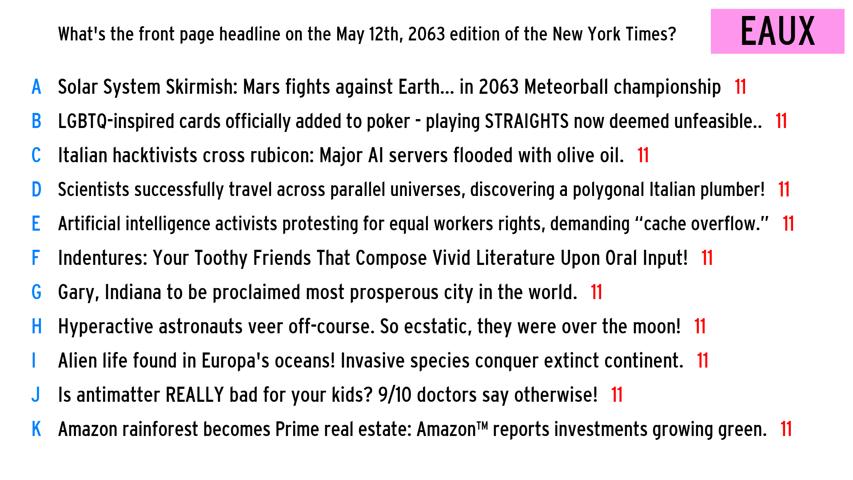 What's the front page headline on the May 12th, 2063 edition of the New York Times?
EAUX
A Solar System Skirmish: Mars fights against Earth... in 2063 Meteorball championship 11
B LGBTQ-inspired cards officially added to poker - playing STRAIGHTS now deemed unfeasible.. 11
C Italian hacktivists cross rubicon: Major AI servers flooded with olive oil. 11
D Scientists successfully travel across parallel universes, discovering a polygonal Italian plumber! 11
E Artificial intelligence activists protesting for equal workers rights, demanding “cache overflow.” 11
F Indentures: Your Toothy Friends That Compose Vivid Literature Upon Oral Input! 11
G Gary, Indiana to be proclaimed most prosperous city in the world. 11
H Hyperactive astronauts veer off-course. So ecstatic, they were over the moon! 11
I Alien life found in Europa's oceans! Invasive species conquer extinct continent. 11
J Is antimatter REALLY bad for your kids? 9/10 doctors say otherwise! 11
K Amazon rainforest becomes Prime real estate: Amazon™ reports investments growing green. 11